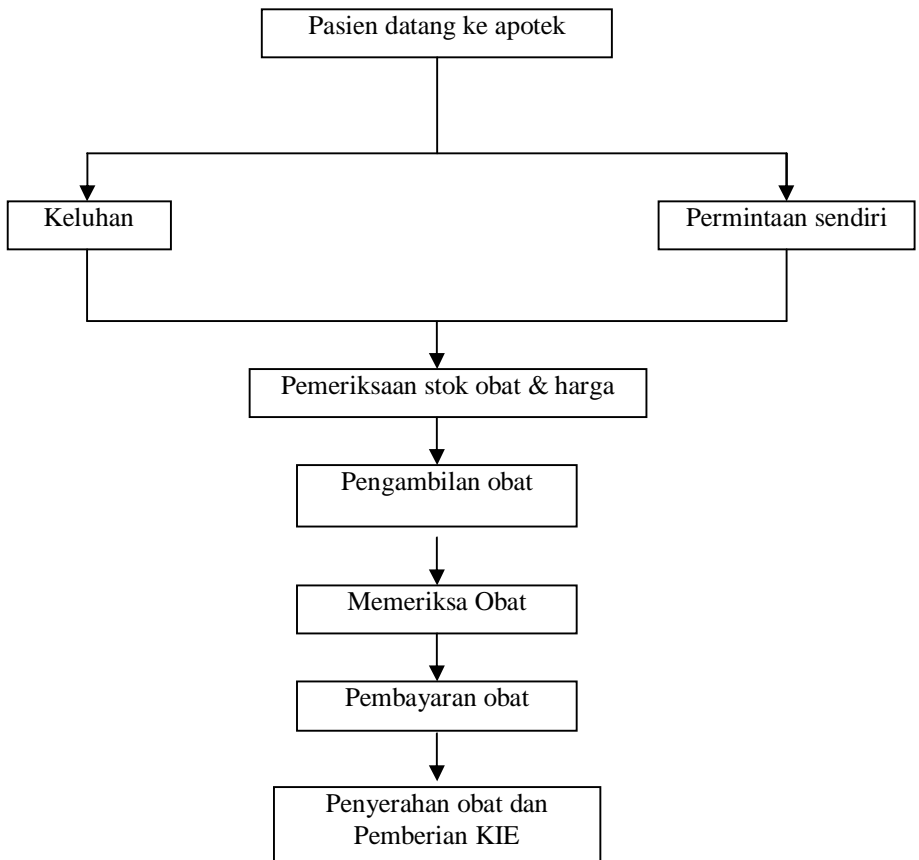 Pasien datang ke apotek
Keluhan
Permintaan sendiri
Pemeriksaan stok obat & harga
Pengambilan obat
Memeriksa Obat
Pembayaran obat
Penyerahan obat dan
Pemberian KIE